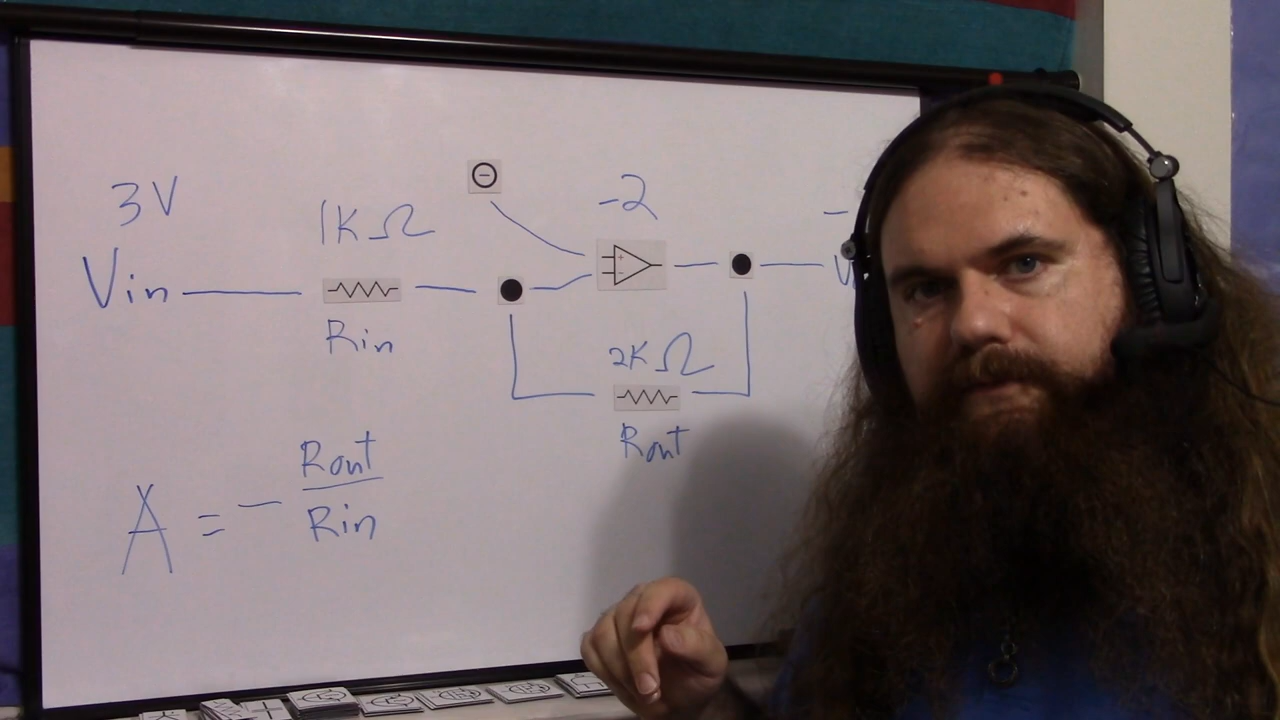 3V
1K Ω
-2
Vin
Rin
2K Ω
Rout
A = - Rout
Rin